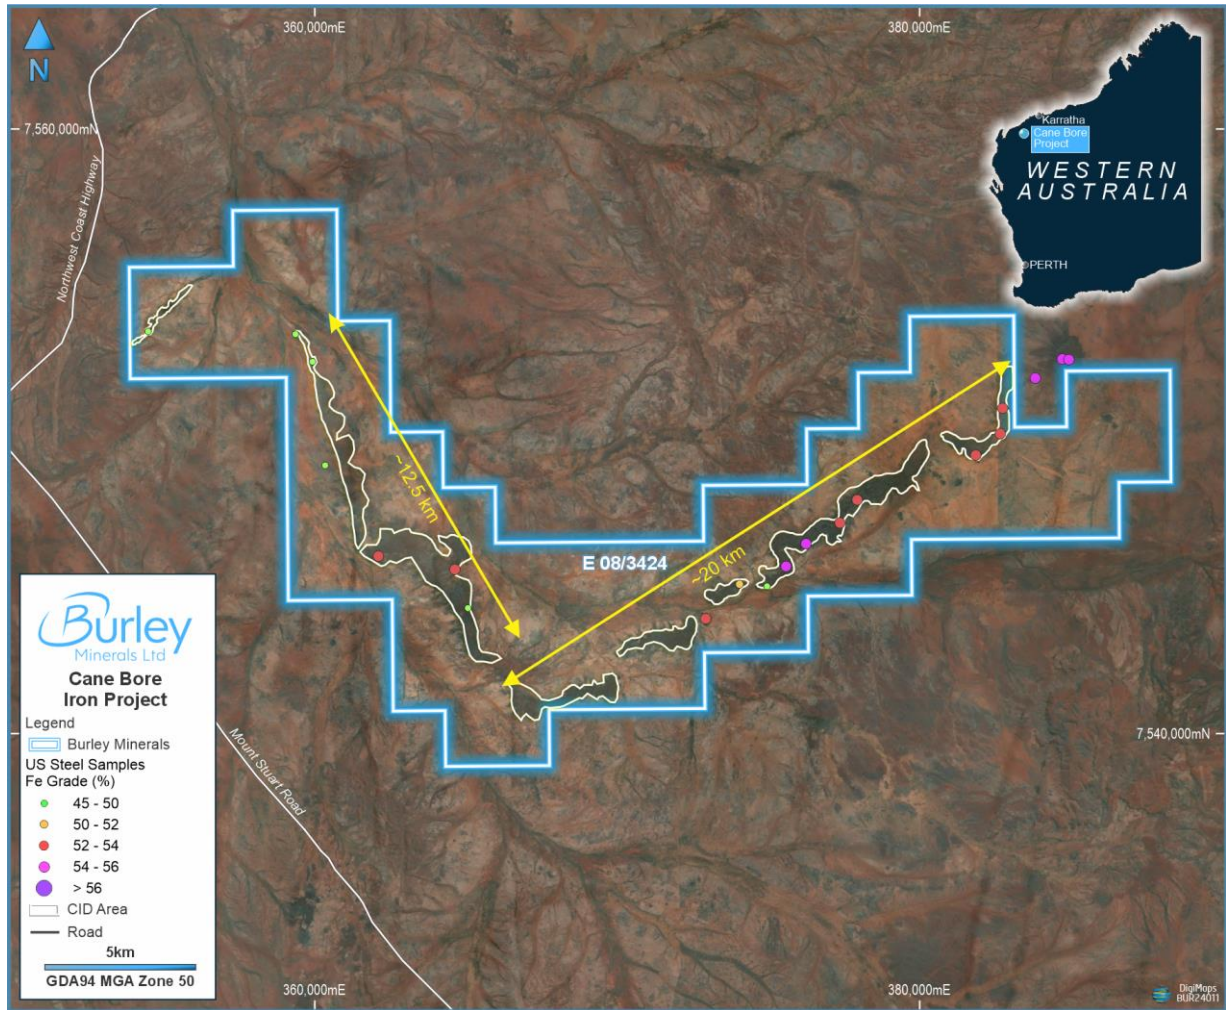 360,000mE
380,000mE
N
7,560,000mN
Northwest Coast Highway
Karratha
Cane Bore
Project
WESTERN
AUSTRALIA
PERTH
~12.5 km
~20 km
E 08/3424
7,540,000mN
Mount Stuart Road
Burley
Minerals Ltd
Cane Bore
Iron Project
Legend
Burley Minerals
US Steel Samples
Fe Grade (%)
45 - 50
50 - 52
52 - 54
54 - 56
> 56
CID Area
Road
5km
GDA94 MGA Zone 50
360,000mE
380,000mE
DigiMaps
BUR24011